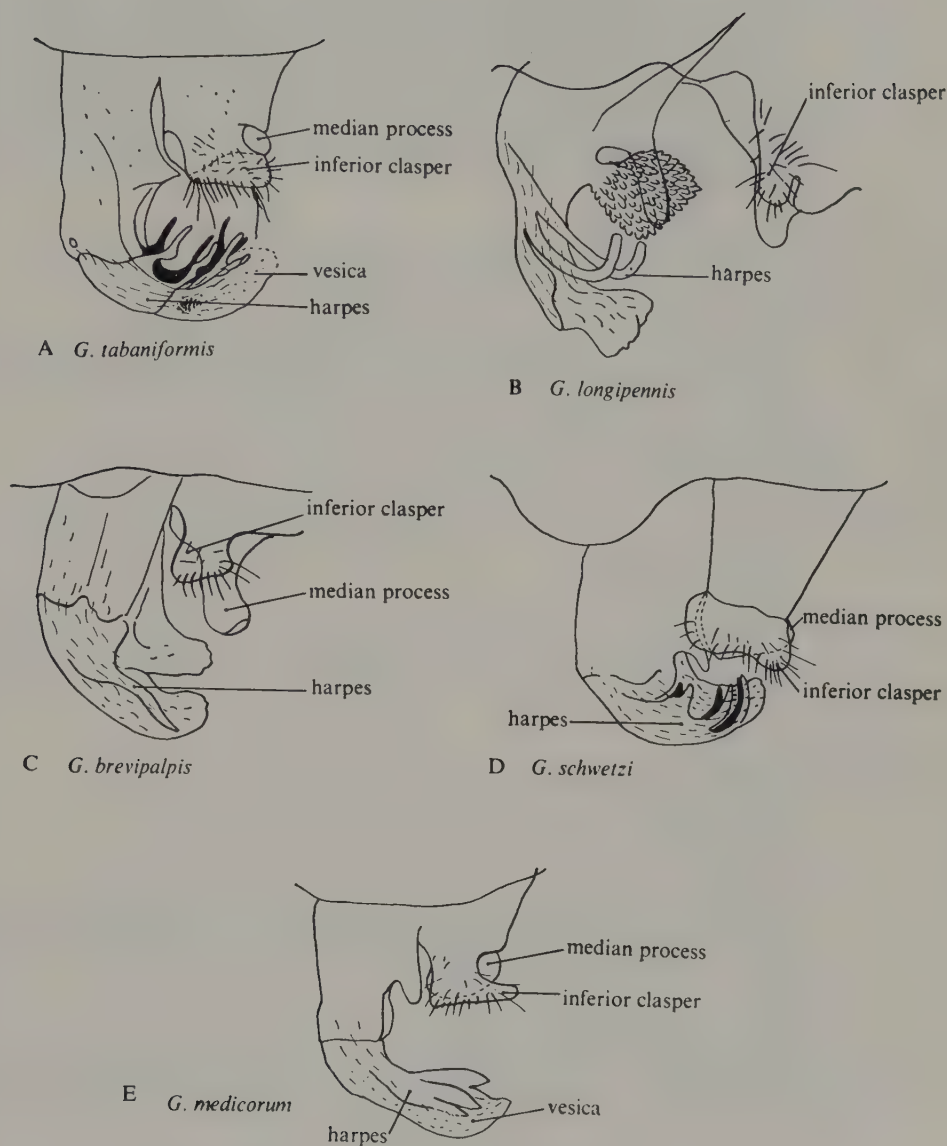 median process
inferior clasper
vesica
harpes
A G. tabaniformis
inferior clasper
harpes
B G. longipennis
inferior clasper
median process
harpes
C G. brevipalpis
median process
inferior clasper
harpes
D G. schwetzi
median process
inferior clasper
vesica
harpes
E G. medicorum